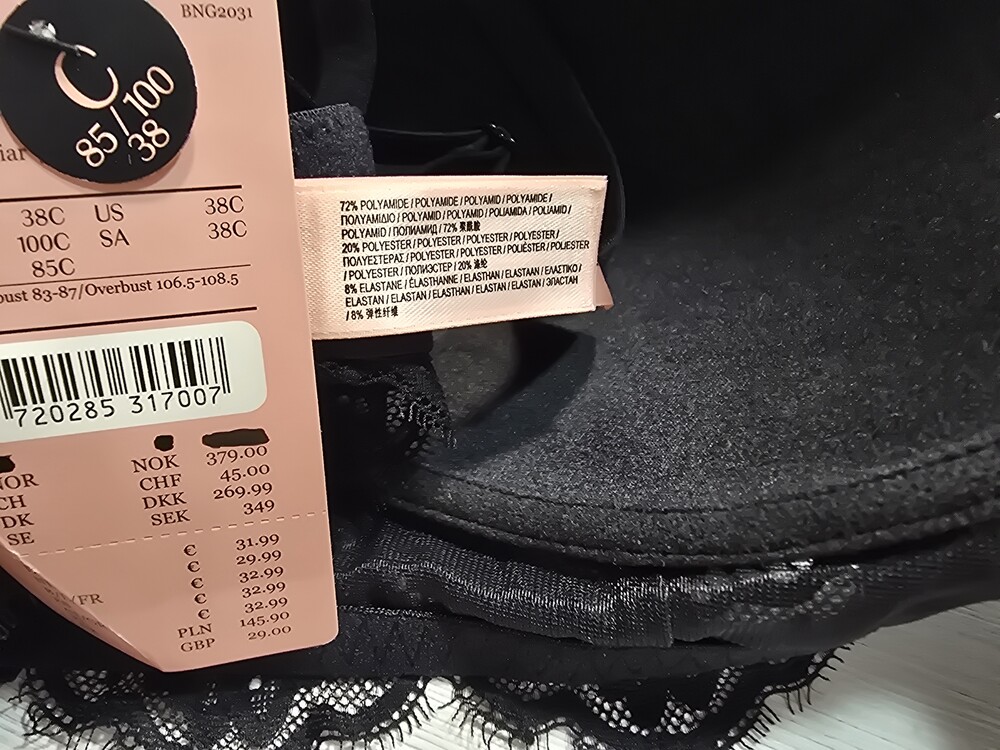 BNG2031
C
85/100
38
38C US 38C
100C SA 38C
85C
bust 83-87/Overbust 106.5-108.5
720285 317007
NOK 379.00
CH CHF 45.00
DK DKK 269.99
SE SEK 349
€ 31.99
€ 29.99
€ 32.99
/FR € 32.99
€ 32.99
PLN 145.90
GBP 29.00
72% POLYAMIDE / POLYAMIDE / POLYAMID / POLYAMIDE /
ΠΟΛΥΑΜΙΔΙΟ / POLYAMID / POLYAMID / POLIAMIDA / POLIAMID /
POLYAMID / ПОЛИАМИД / 72% 聚酰胺
20% POLYESTER / POLYESTER / POLYESTER / POLYESTER /
ΠΟΛΥΕΣΤΕΡΑΣ / POLYESTER / POLYESTER / POLIÉSTER / POLIESTER
/ POLYESTER / ПОЛИЭСТЕР / 20% 涤纶
8% ELASTANE / ÉLASTHANNE / ELASTHAN / ELASTAAN / ΕΛΑΣΤΙΚΟ /
ELASTAN / ELASTAN / ELASTHAN / ELASTAN / ELASTAN / ЭЛАСТАН
/ 8% 弹性纤维